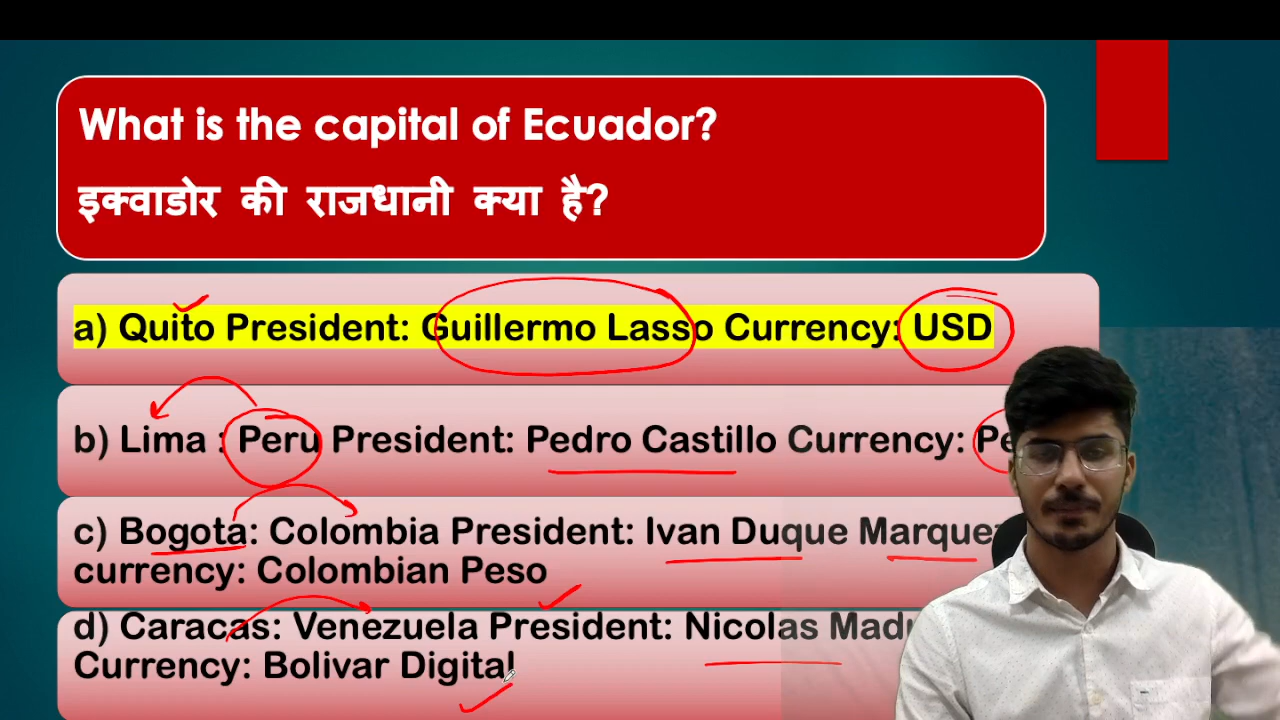 What is the capital of Ecuador?
इक्वाडोर की राजधानी क्या है?
a) Quito President: Guillermo Lasso Currency: USD
b) Lima : Peru President: Pedro Castillo Currency:
c) Bogota: Colombia President: Ivan Duque
currency: Colombian Peso
d) Caracas: Venezuela President: Nicolas
Currency: Bolivar Digital